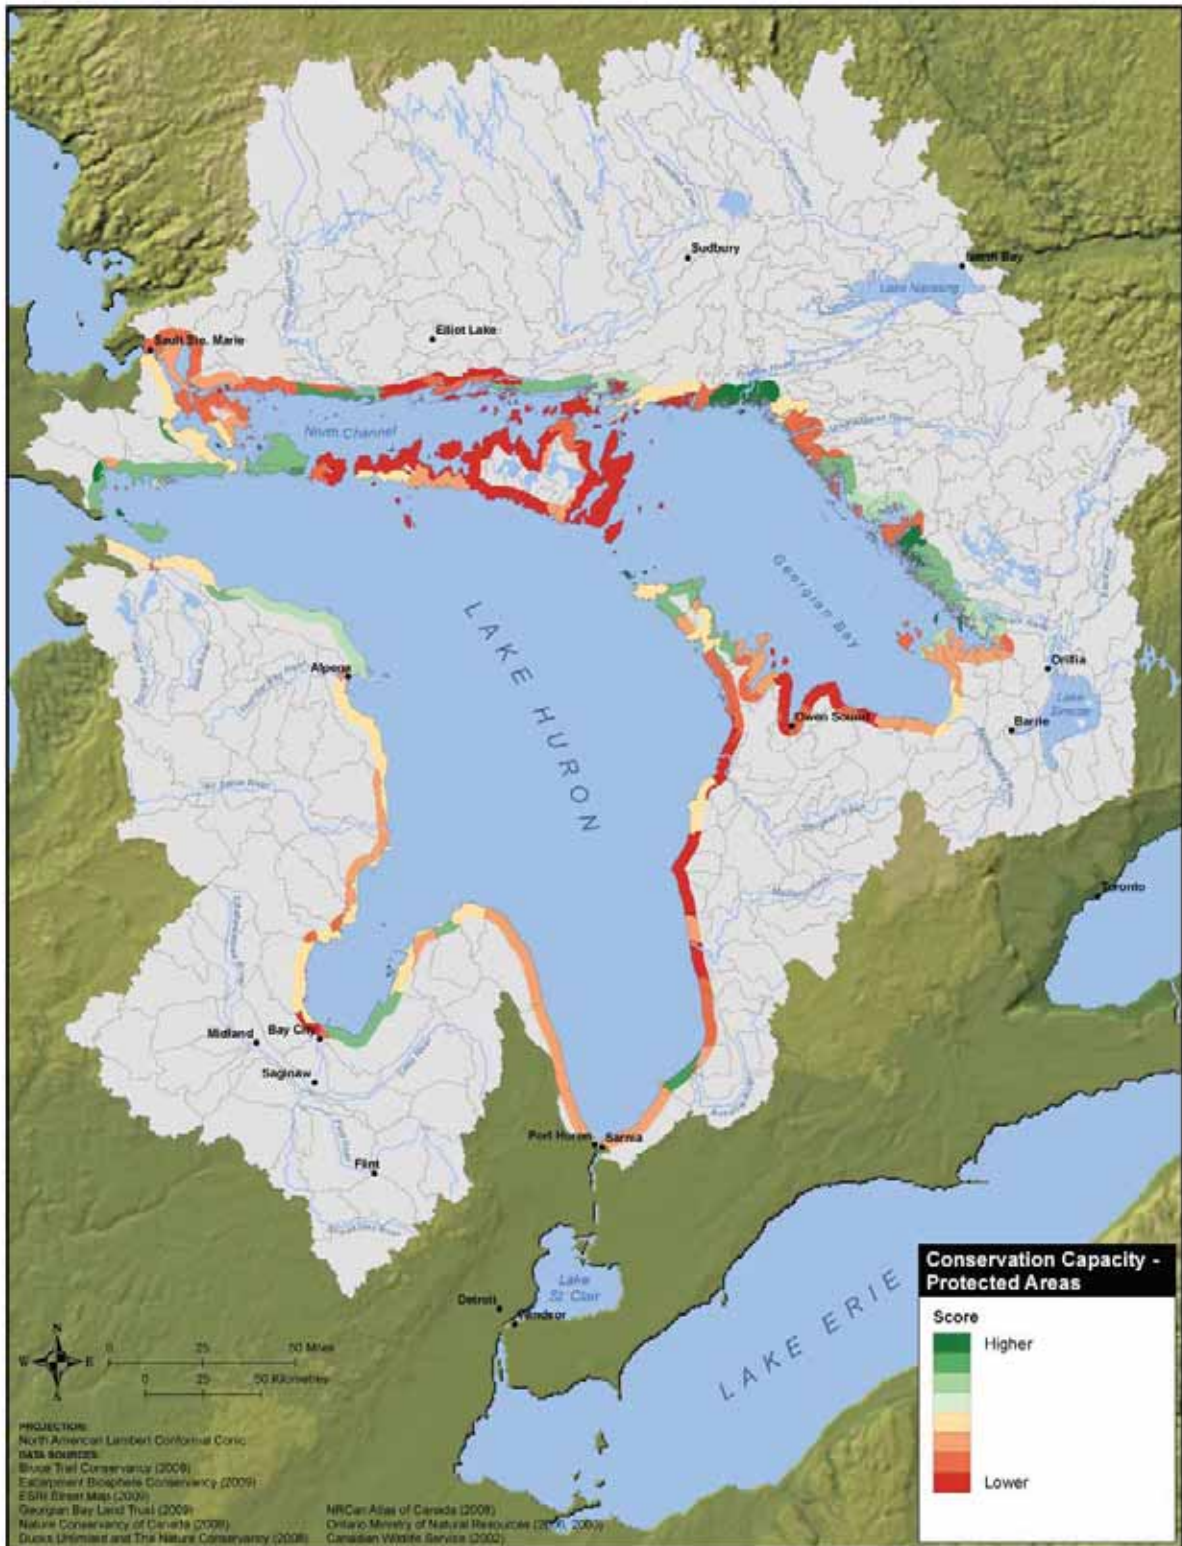 Sudbury
North Bay
Lake Nipissing
Elliot Lake
Sault Ste. Marie
French River
North Channel
Georgian Bay
LAKE HURON
Alpena
Orillia
Lake Simcoe
Barrie
Owen Sound
Toronto
Midland
Bay City
Saginaw
Flint
Port Huron
Sarnia
Lake
St. Clair
Detroit
Windsor
LAKE ERIE
N
W
E
0 25 50 Miles
0 25 50 Kilometres
PROJECTION:
North American Lambert Conformal Conic
DATA SOURCES:
Bruce Trail Conservancy (2009)
Escarpment Biosphere Conservancy (2009)
ESRI Street Map (2009)
Georgian Bay Land Trust (2009)
Nature Conservancy of Canada (2008)
Ducks Unlimited and The Nature Conservancy (2008)
NRCan Atlas of Canada (2008)
Ontario Ministry of Natural Resources
Canadian Wildlife Service (2002)
Conservation Capacity -
Protected Areas
Score
Higher
Lower